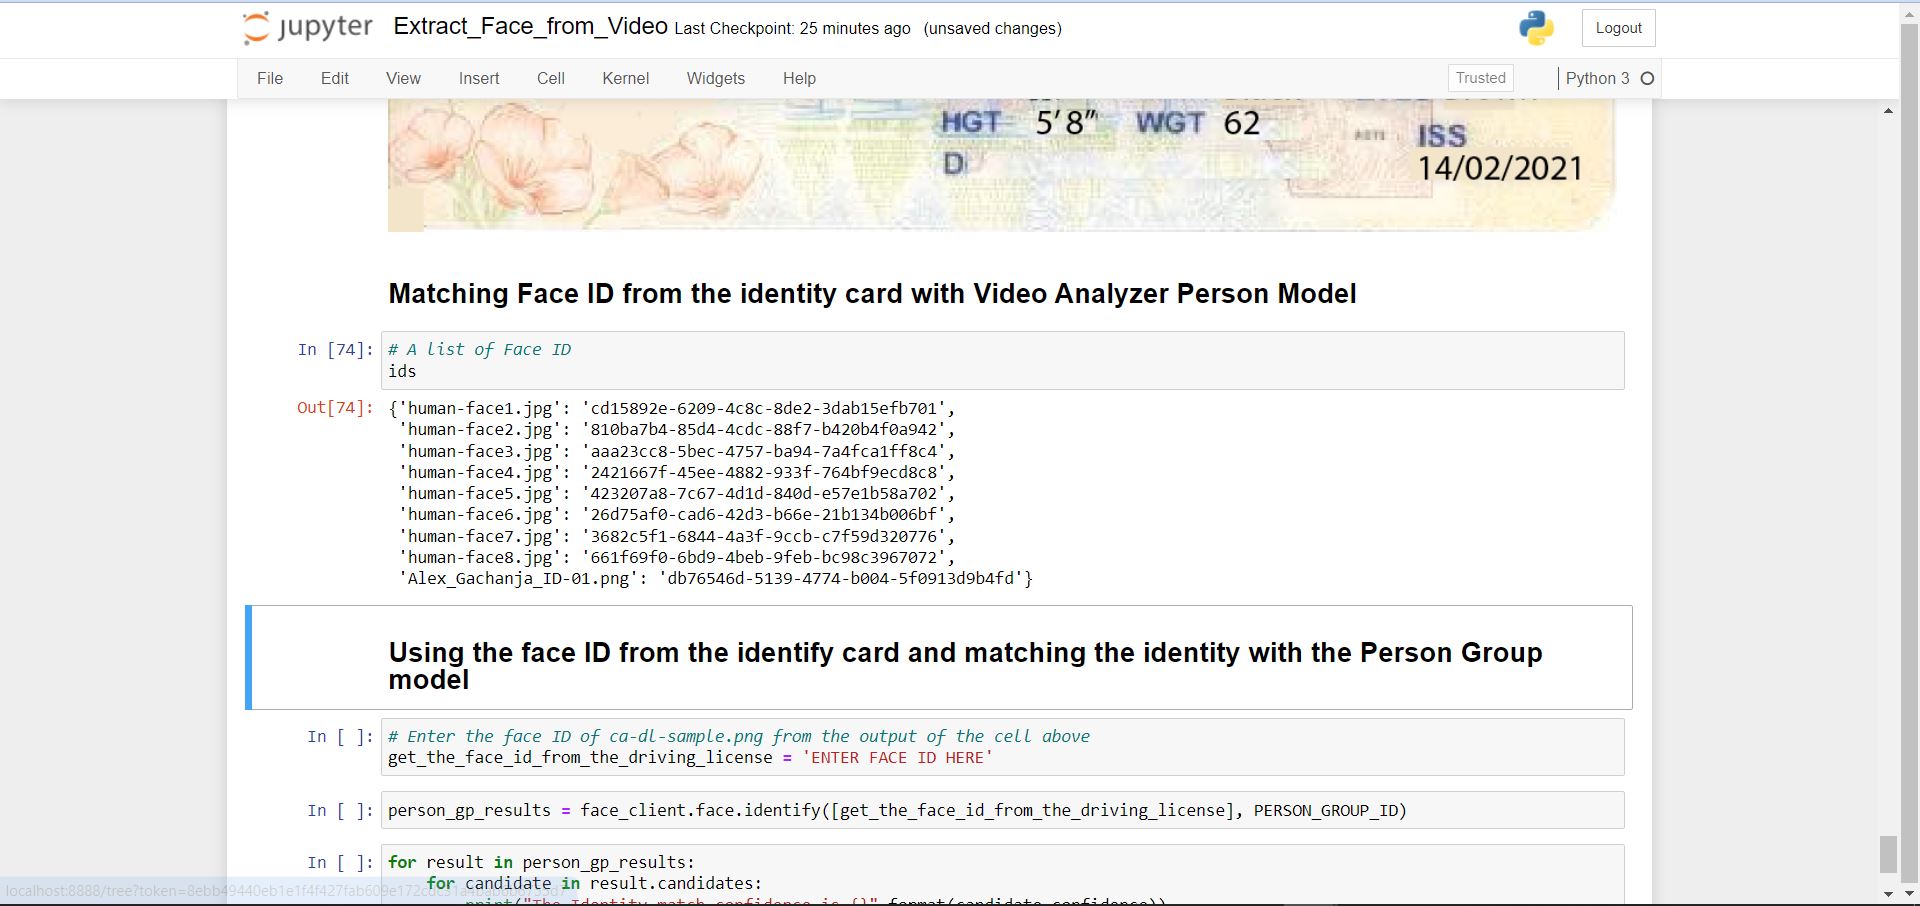 jupyter Extract_Face_from_Video Last Checkpoint: 25 minutes ago (unsaved changes)
Logout
File Edit View Insert Cell Kernel Widgets Help
Trusted
Python 3
HGT 5'8" WGT 62
ISS
D
14/02/2021
Matching Face ID from the identity card with Video Analyzer Person Model
In [74]: # A list of Face ID
ids
Out[74]: {'human-face1.jpg': 'cd15892e-6209-4c8c-8de2-3dab15efb701',
'human-face2.jpg': '810ba7b4-85d4-4cdc-88f7-b420b4f0a942',
'human-face3.jpg': 'aaa23cc8-5bec-4757-ba94-7a4fca1ff8c4',
'human-face4.jpg': '2421667f-45ee-4882-933f-764bf9ecd8c8',
'human-face5.jpg': '423207a8-7c67-4d1d-840d-e57e1b58a702',
'human-face6.jpg': '26d75af0-cad6-42d3-b66e-21b134b006bf',
'human-face7.jpg': '3682c5f1-6844-4a3f-9ccb-c7f59d320776',
'human-face8.jpg': '661f69f0-6bd9-4beb-9feb-bc98c3967072',
'Alex_Gachanja_ID-01.png': 'db76546d-5139-4774-b004-5f0913d9b4fd'}
Using the face ID from the identify card and matching the identity with the Person Group
model
In [ ]: # Enter the face ID of ca-dl-sample.png from the output of the cell above
get_the_face_id_from_the_driving_license = 'ENTER FACE ID HERE'
In [ ]: person_gp_results = face_client.face.identify([get_the_face_id_from_the_driving_license], PERSON_GROUP_ID)
In [ ]: for result in person_gp_results:
for candidate in result.candidates:
print("The Identity match confidence is {}".format(candidate.confidence))